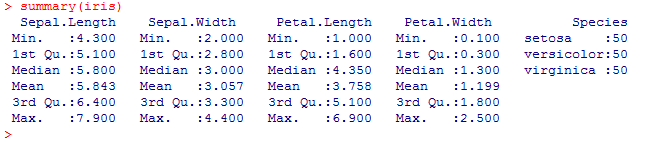 > summary(iris)
  Sepal.Length    Sepal.Width     Petal.Length    Petal.Width          Species
 Min.   :4.300   Min.   :2.000   Min.   :1.000   Min.   :0.100   setosa    :50
 1st Qu.:5.100   1st Qu.:2.800   1st Qu.:1.600   1st Qu.:0.300   versicolor:50
 Median :5.800   Median :3.000   Median :4.350   Median :1.300   virginica :50
 Mean   :5.843   Mean   :3.057   Mean   :3.758   Mean   :1.199
 3rd Qu.:6.400   3rd Qu.:3.300   3rd Qu.:5.100   3rd Qu.:1.800
 Max.   :7.900   Max.   :4.400   Max.   :6.900   Max.   :2.500
>